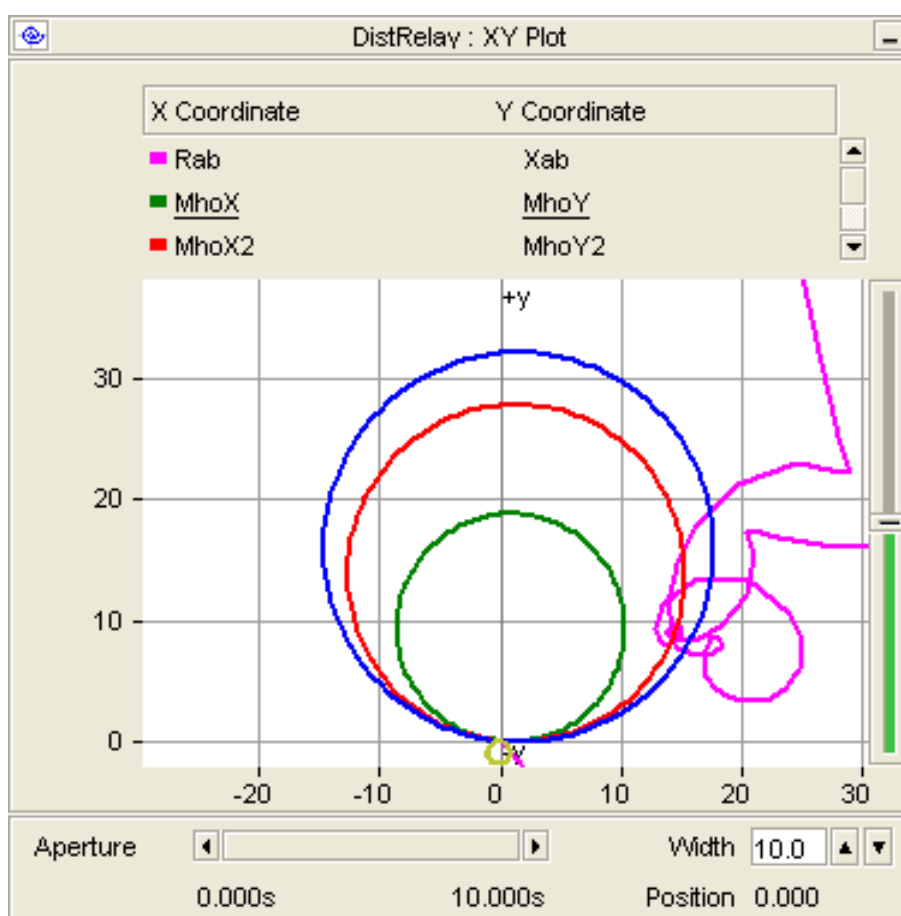 DistRelay : XY Plot
X Coordinate Y Coordinate
Rab Xab
MhoX MhoY
MhoX2 MhoY2
+y
30
20
10
0
-y
-20 -10 0 10 20 30
Aperture Width 10.0
0.000s 10.000s Position 0.000